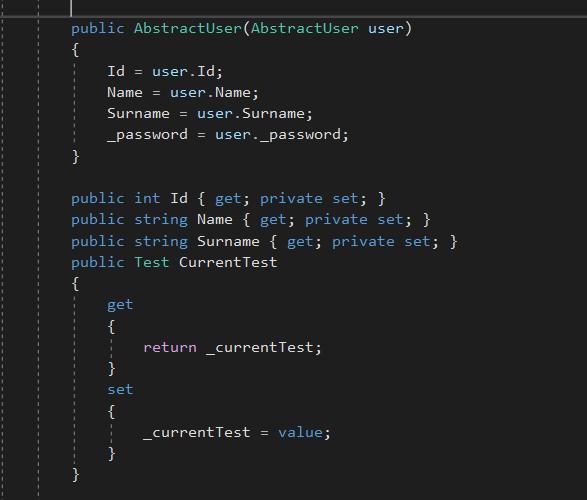 public AbstractUser(AbstractUser user)
{
Id = user.Id;
Name = user.Name;
Surname = user.Surname;
_password = user._password;
}
public int Id { get; private set; }
public string Name { get; private set; }
public string Surname { get; private set; }
public Test CurrentTest
{
get
{
return _currentTest;
}
set
{
_currentTest = value;
}
}